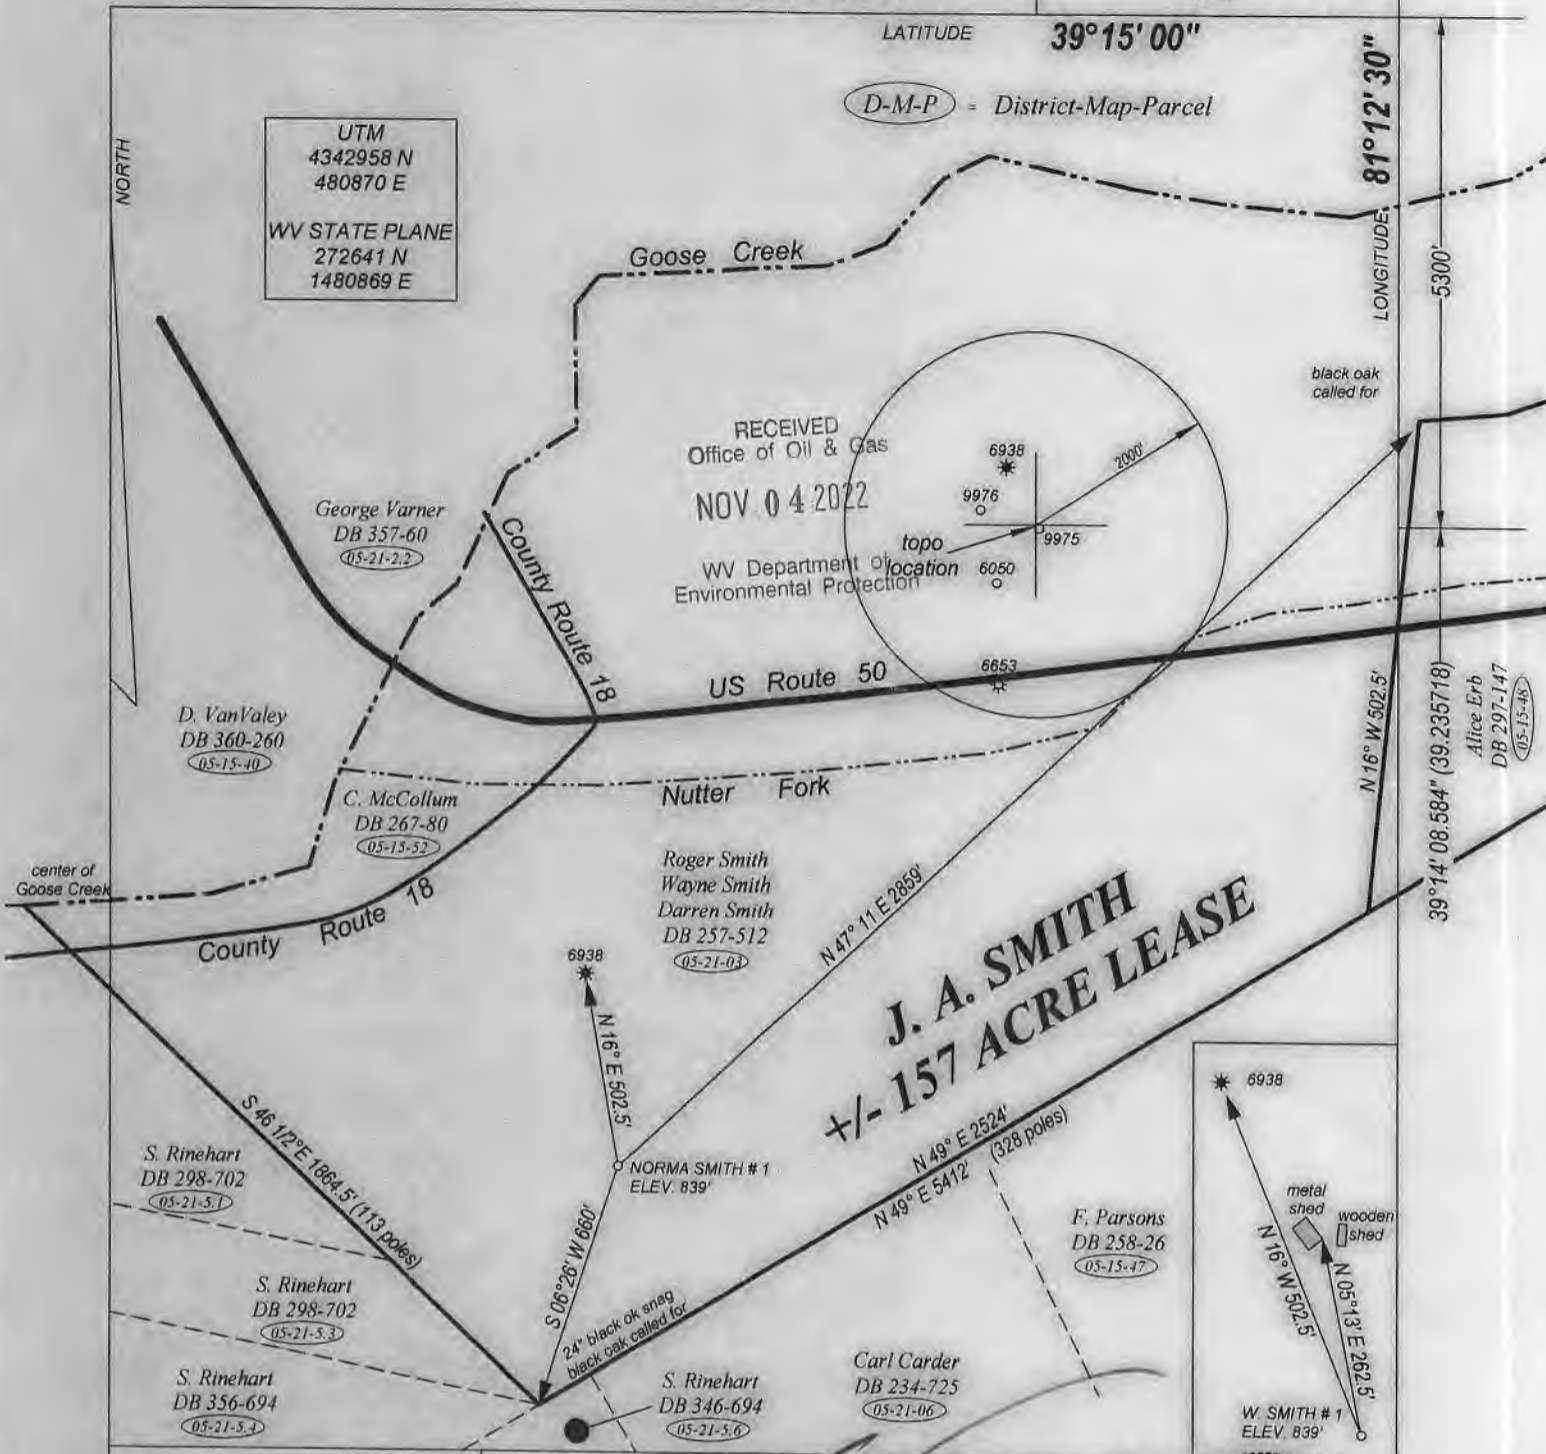 LATITUDE 39°15' 00"
D-M-P = District-Map-Parcel
LONGITUDE 81°12' 30"
NORTH
UTM
4342958 N
480870 E
WV STATE PLANE
272641 N
1480869 E
Goose Creek
5300'
black oak
called for
RECEIVED
Office of Oil & Gas
NOV 04 2022
WV Department of
Environmental Protection
6938
9976
2000'
topo
location
9975
6050
6653
George Varner
DB 357-60
05-21-2.2
County Route 18
US Route 50
D. VanValey
DB 360-260
05-15-40
C. McCollum
DB 267-80
05-15-52
Nutter Fork
N 16° W 502.5'
39°14' 08.584" (39.235718)
Alice Erb
DB 297-147
05-15-48
center of
Goose Creek
County Route 18
Roger Smith
Wayne Smith
Darren Smith
DB 257-512
05-21-03
N 47° 11 E 2859'
J. A. SMITH
+/- 157 ACRE LEASE
6938
N 16° E 502.5'
NORMA SMITH # 1
ELEV. 839'
S 46 1/2°E 1864.5' (113 poles)
S 06°26' W 660'
N 49° E 2524'
N 49° E 5412' (328 poles)
24" black ok snag
black oak called for
S. Rinehart
DB 298-702
05-21-5.1
S. Rinehart
DB 298-702
05-21-5.3
S. Rinehart
DB 356-694
05-21-5.4
S. Rinehart
DB 346-694
05-21-5.6
Carl Carder
DB 234-725
05-21-06
F. Parsons
DB 258-26
05-15-47
6938
metal
shed
wooden
shed
N 16° W 502.5'
N 05°13' E 262.5'
W. SMITH # 1
ELEV. 839'